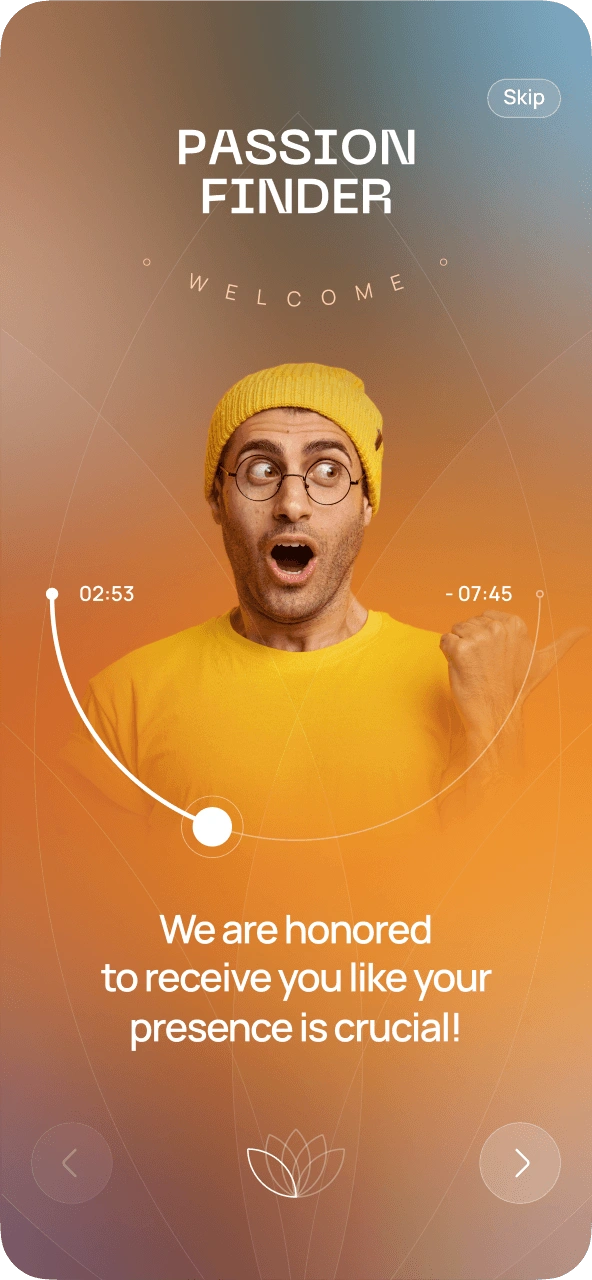 Skip
PASSION
FINDER
WELCOME
02:53
- 07:45
We are honored
to receive you like your
presence is crucial!